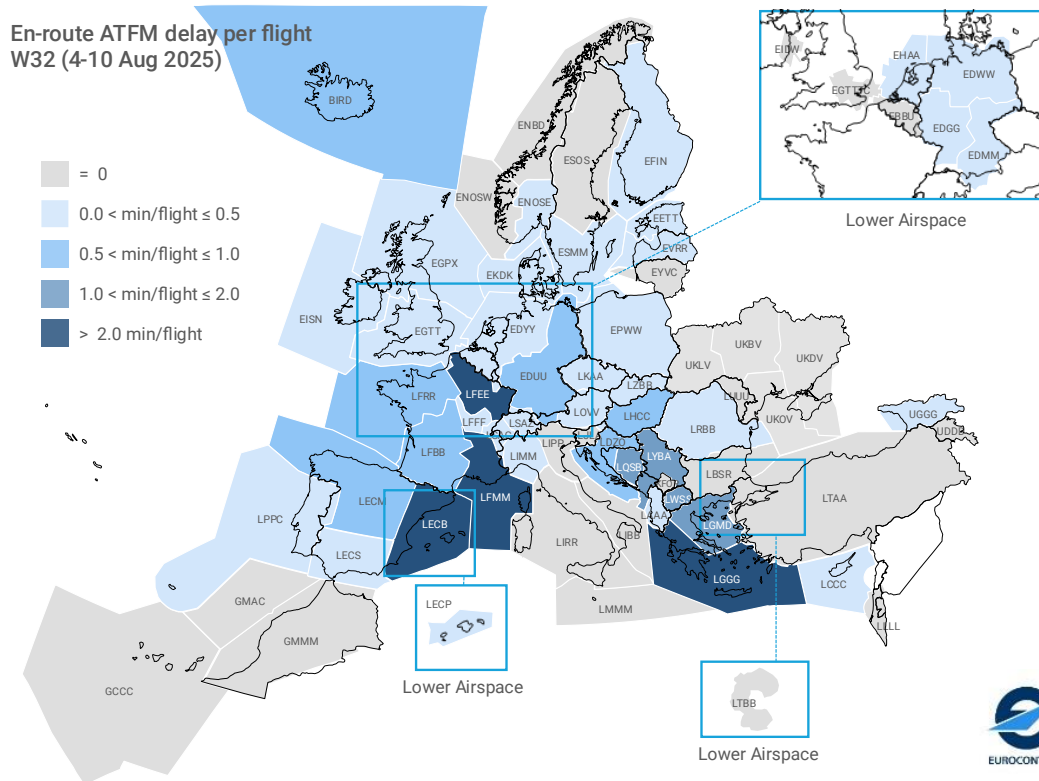 En-route ATFM delay per flight
W32 (4-10 Aug 2025)
= 0
0.0 < min/flight ≤ 0.5
0.5 < min/flight ≤ 1.0
1.0 < min/flight ≤ 2.0
> 2.0 min/flight
BIRD
ENBD
ESOS
EFIN
ENOSW
ENOSE
EETT
EVRR
ESMM
EGPX
EKDK
EYVC
EISN
EGTT
EDYY
EPWW
UKBV
UKLV
UKDV
EDUU
LKAA
LFEE
LZBB
LFRR
LHCC
LOVV
UKOV
UGGG
LFFF
LSAZ
LRBB
UDDD
LIPP
LDZO
LFBB
LIMM
LQSB
LYBA
LBSR
LTAA
LECM
LFMM
LWSS
LPPC
LECB
LGMD
LIRR
LIBB
LECS
LGGG
LCCC
GMAC
LMMM
LLLL
GMMM
GCCC
EIDW
EHAA
EDWW
EBBU
EDGG
EDMM
Lower Airspace
LECP
Lower Airspace
LTBB
Lower Airspace